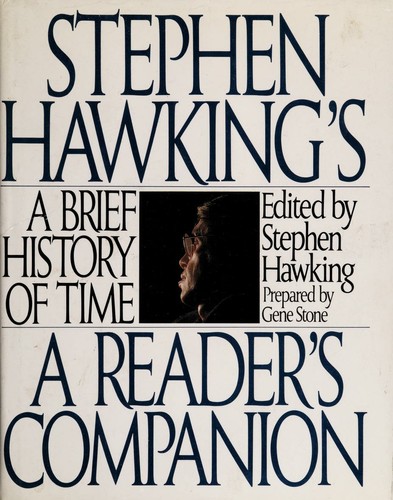 STEPHEN
HAWKING'S
A BRIEF
HISTORY
OF TIME
Edited by
Stephen
Hawking
Prepared by
Gene Stone
A READER'S
COMPANION